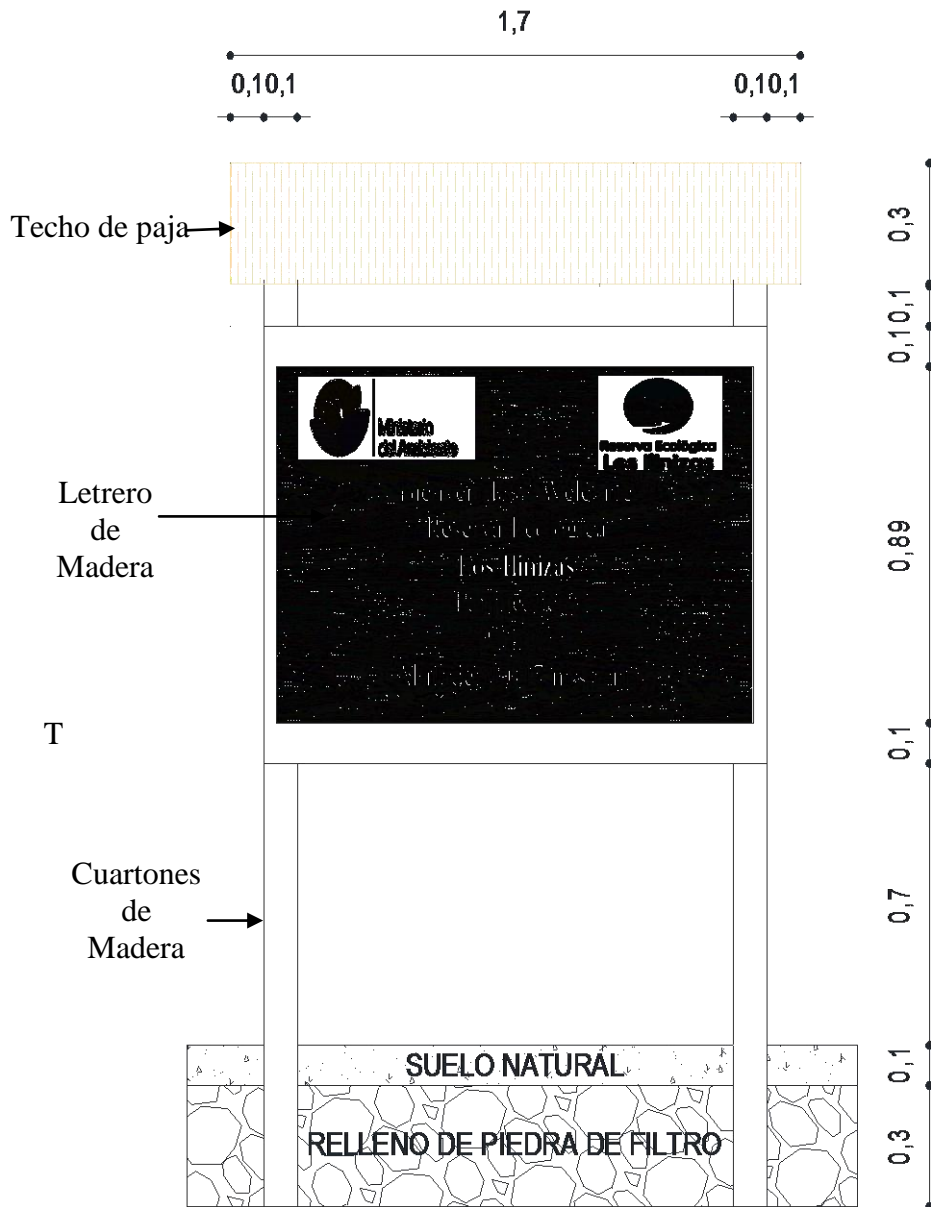 1,7
0,10,1
0,10,1
Techo de paja
0,3
0,10,1
Ministerio
del Ambiente
Reserva Ecológica
Los Ilinizas
Letrero
de
Madera
Los Ilinizas
0,89
T
0,1
Cuartones
de
Madera
0,7
SUELO NATURAL
0,1
RELLENO DE PIEDRA DE FILTRO
0,3